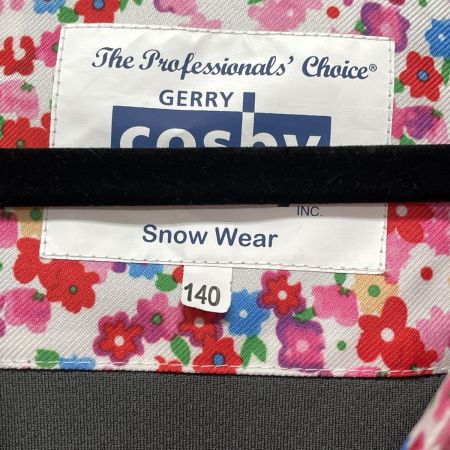 The Professionals' Choice®
GERRY
cosby
INC.
Snow Wear
140